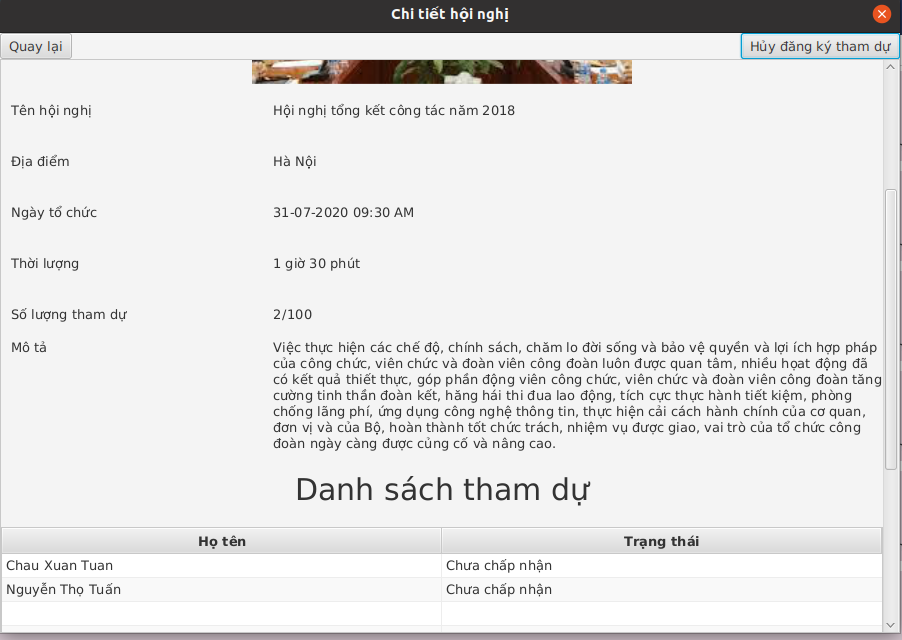 Chi tiết hội nghị
Quay lại
Hủy đăng ký tham dự
Tên hội nghị
Hội nghị tổng kết công tác năm 2018
Địa điểm
Hà Nội
Ngày tổ chức
31-07-2020 09:30 AM
Thời lượng
1 giờ 30 phút
Số lượng tham dự
2/100
Mô tả
Việc thực hiện các chế độ, chính sách, chăm lo đời sống và bảo vệ quyền và lợi ích hợp pháp
của công chức, viên chức và đoàn viên công đoàn luôn được quan tâm, nhiều họat động đã
có kết quả thiết thực, góp phần động viên công chức, viên chức và đoàn viên công đoàn tăng
cường tinh thần đoàn kết, hăng hái thi đua lao động, tích cực thực hành tiết kiệm, phòng
chống lãng phí, ứng dụng công nghệ thông tin, thực hiện cải cách hành chính của cơ quan,
đơn vị và của Bộ, hoàn thành tốt chức trách, nhiệm vụ được giao, vai trò của tổ chức công
đoàn ngày càng được củng cố và nâng cao.
Danh sách tham dự
Họ tên
Trạng thái
Chau Xuan Tuan
Chưa chấp nhận
Nguyễn Thọ Tuấn
Chưa chấp nhận